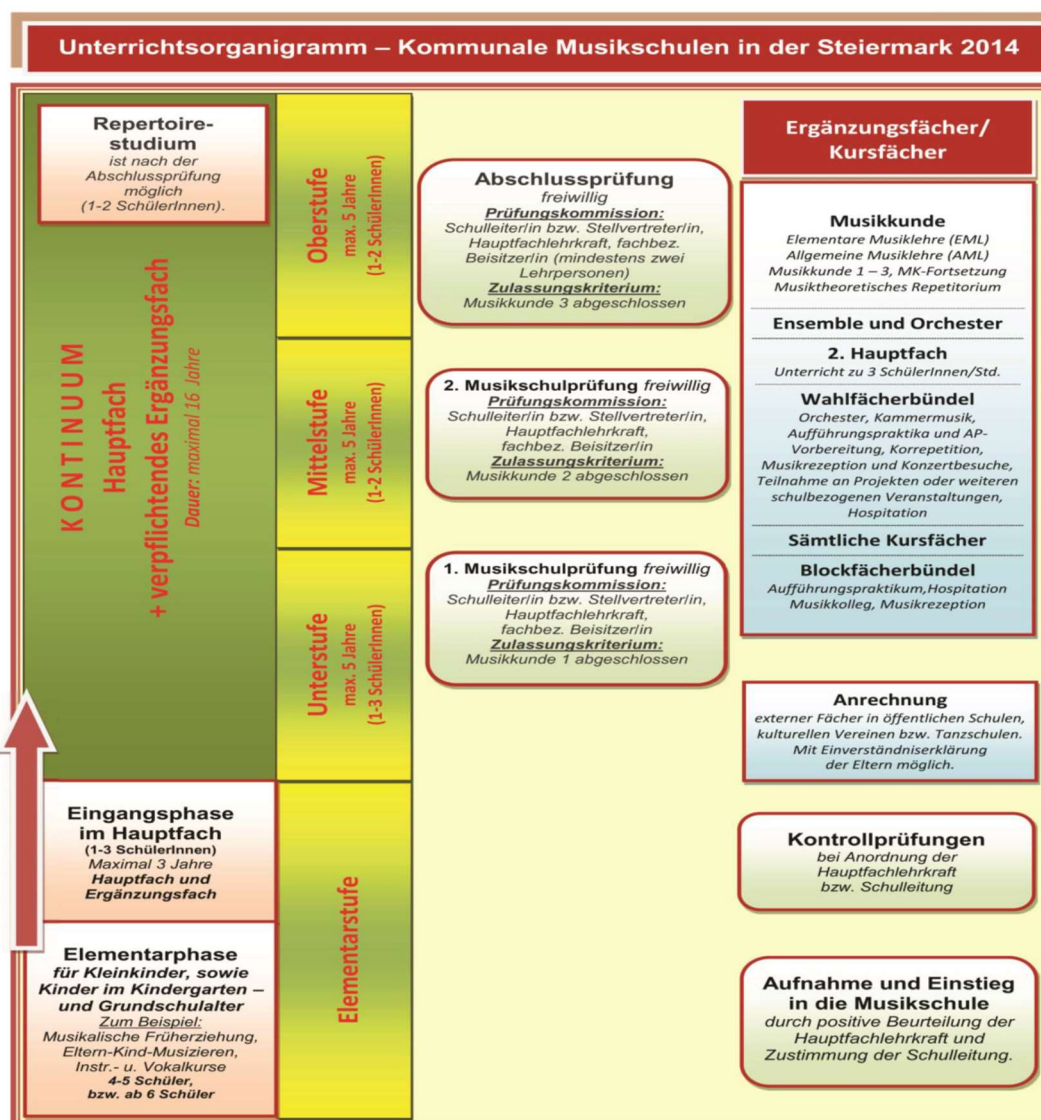 Unterrichtsorganigramm – Kommunale Musikschulen in der Steiermark 2014
Repertoire-
studium
ist nach der
Abschlussprüfung
möglich
(1-2 SchülerInnen).
KONTINUUM
Hauptfach
+ verpflichtendes Ergänzungsfach
Dauer: maximal 16 Jahre
Eingangsphase
im Hauptfach
(1-3 SchülerInnen)
Maximal 3 Jahre
Hauptfach und
Ergänzungsfach
Elementarphase
für Kleinkinder, sowie
Kinder im Kindergarten –
und Grundschulalter
Zum Beispiel:
Musikalische Früherziehung,
Eltern-Kind-Musizieren,
Instr.- u. Vokalkurse
4-5 Schüler,
bzw. ab 6 Schüler
Oberstufe
max. 5 Jahre
(1-2 SchülerInnen)
Mittelstufe
max. 5 Jahre
(1-2 SchülerInnen)
Unterstufe
max. 5 Jahre
(1-3 SchülerInnen)
Elementarstufe
Abschlussprüfung
freiwillig
Prüfungskommission:
Schulleiter/in bzw. Stellvertreter/in,
Hauptfachlehrkraft, fachbez.
Beisitzer/in (mindestens zwei
Lehrpersonen)
Zulassungskriterium:
Musikkunde 3 abgeschlossen
2. Musikschulprüfung freiwillig
Prüfungskommission:
Schulleiter/in bzw. Stellvertreter/in,
Hauptfachlehrkraft,
fachbez. Beisitzer/in
Zulassungskriterium:
Musikkunde 2 abgeschlossen
1. Musikschulprüfung freiwillig
Prüfungskommission:
Schulleiter/in bzw. Stellvertreter/in,
Hauptfachlehrkraft,
fachbez. Beisitzer/in
Zulassungskriterium:
Musikkunde 1 abgeschlossen
Ergänzungsfächer/
Kursfächer
Musikkunde
Elementare Musiklehre (EML)
Allgemeine Musiklehre (AML)
Musikkunde 1 – 3, MK-Fortsetzung
Musiktheoretisches Repetitorium
Ensemble und Orchester
2. Hauptfach
Unterricht zu 3 SchülerInnen/Std.
Wahlfächerbündel
Orchester, Kammermusik,
Aufführungspraktika und AP-
Vorbereitung, Korrepetition,
Musikrezeption und Konzertbesuche,
Teilnahme an Projekten oder weiteren
schulbezogenen Veranstaltungen,
Hospitation
Sämtliche Kursfächer
Blockfächerbündel
Aufführungspraktikum,Hospitation
Musikkolleg, Musikrezeption
Anrechnung
externer Fächer in öffentlichen Schulen,
kulturellen Vereinen bzw. Tanzschulen.
Mit Einverständniserklärung
der Eltern möglich.
Kontrollprüfungen
bei Anordnung der
Hauptfachlehrkraft
bzw. Schulleitung
Aufnahme und Einstieg
in die Musikschule
durch positive Beurteilung der
Hauptfachlehrkraft und
Zustimmung der Schulleitung.